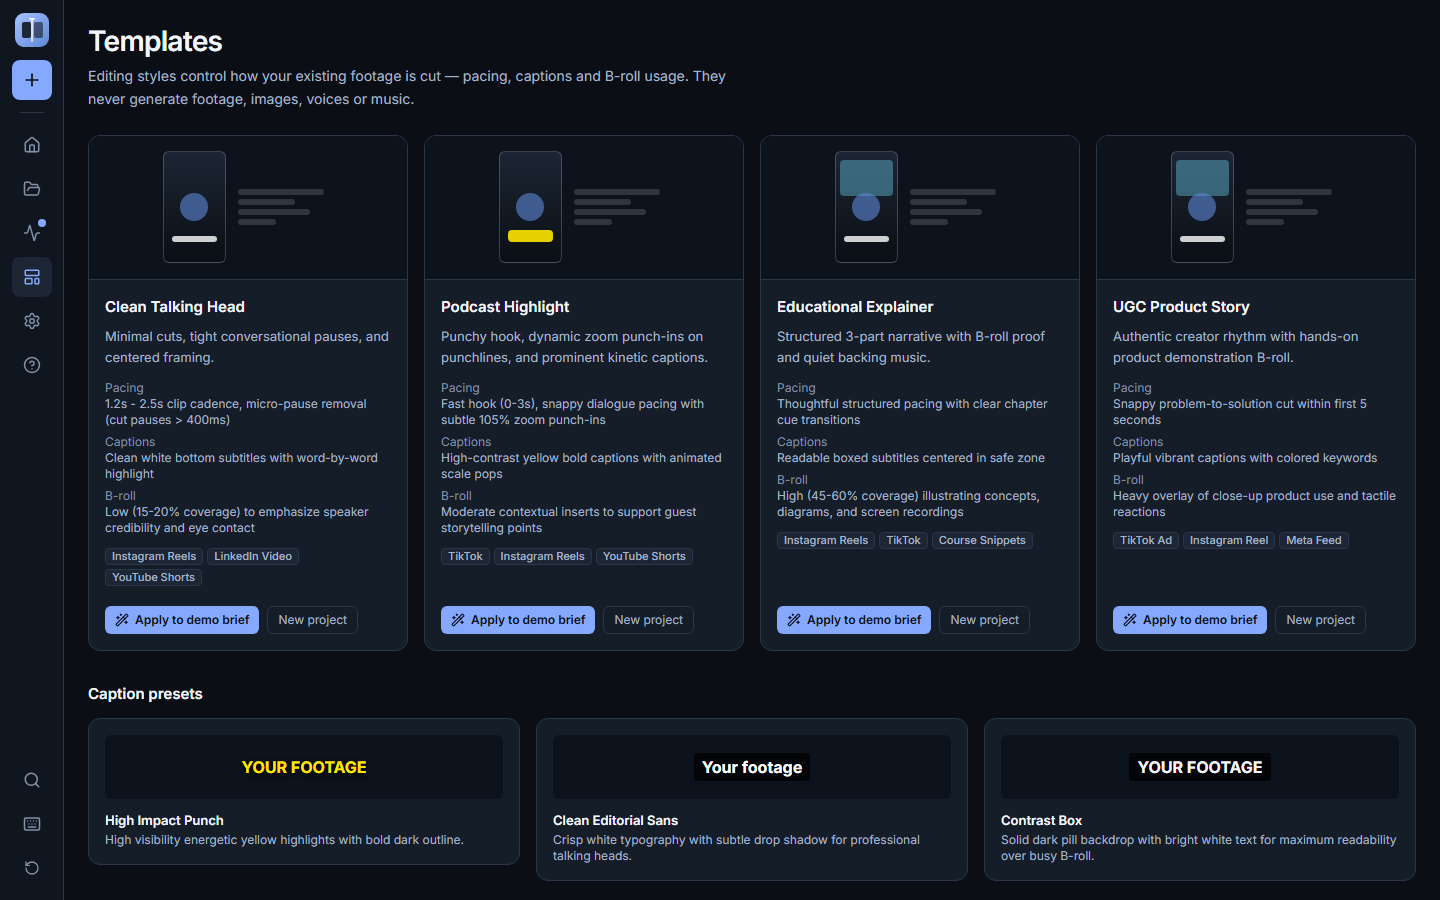 Templates
Editing styles control how your existing footage is cut — pacing, captions and B-roll usage. They
never generate footage, images, voices or music.
Clean Talking Head
Minimal cuts, tight conversational pauses, and
centered framing.
Pacing
1.2s - 2.5s clip cadence, micro-pause removal
(cut pauses > 400ms)
Captions
Clean white bottom subtitles with word-by-word
highlight
B-roll
Low (15-20% coverage) to emphasize speaker
credibility and eye contact
Instagram Reels
LinkedIn Video
YouTube Shorts
Apply to demo brief
New project
Podcast Highlight
Punchy hook, dynamic zoom punch-ins on
punchlines, and prominent kinetic captions.
Pacing
Fast hook (0-3s), snappy dialogue pacing with
subtle 105% zoom punch-ins
Captions
High-contrast yellow bold captions with animated
scale pops
B-roll
Moderate contextual inserts to support guest
storytelling points
TikTok
Instagram Reels
YouTube Shorts
Apply to demo brief
New project
Educational Explainer
Structured 3-part narrative with B-roll proof
and quiet backing music.
Pacing
Thoughtful structured pacing with clear chapter
cue transitions
Captions
Readable boxed subtitles centered in safe zone
B-roll
High (45-60% coverage) illustrating concepts,
diagrams, and screen recordings
Instagram Reels
TikTok
Course Snippets
Apply to demo brief
New project
UGC Product Story
Authentic creator rhythm with hands-on
product demonstration B-roll.
Pacing
Snappy problem-to-solution cut within first 5
seconds
Captions
Playful vibrant captions with colored keywords
B-roll
Heavy overlay of close-up product use and tactile
reactions
TikTok Ad
Instagram Reel
Meta Feed
Apply to demo brief
New project
Caption presets
YOUR FOOTAGE
High Impact Punch
High visibility energetic yellow highlights with bold dark outline.
Your footage
Clean Editorial Sans
Crisp white typography with subtle drop shadow for professional
talking heads.
YOUR FOOTAGE
Contrast Box
Solid dark pill backdrop with bright white text for maximum readability
over busy B-roll.